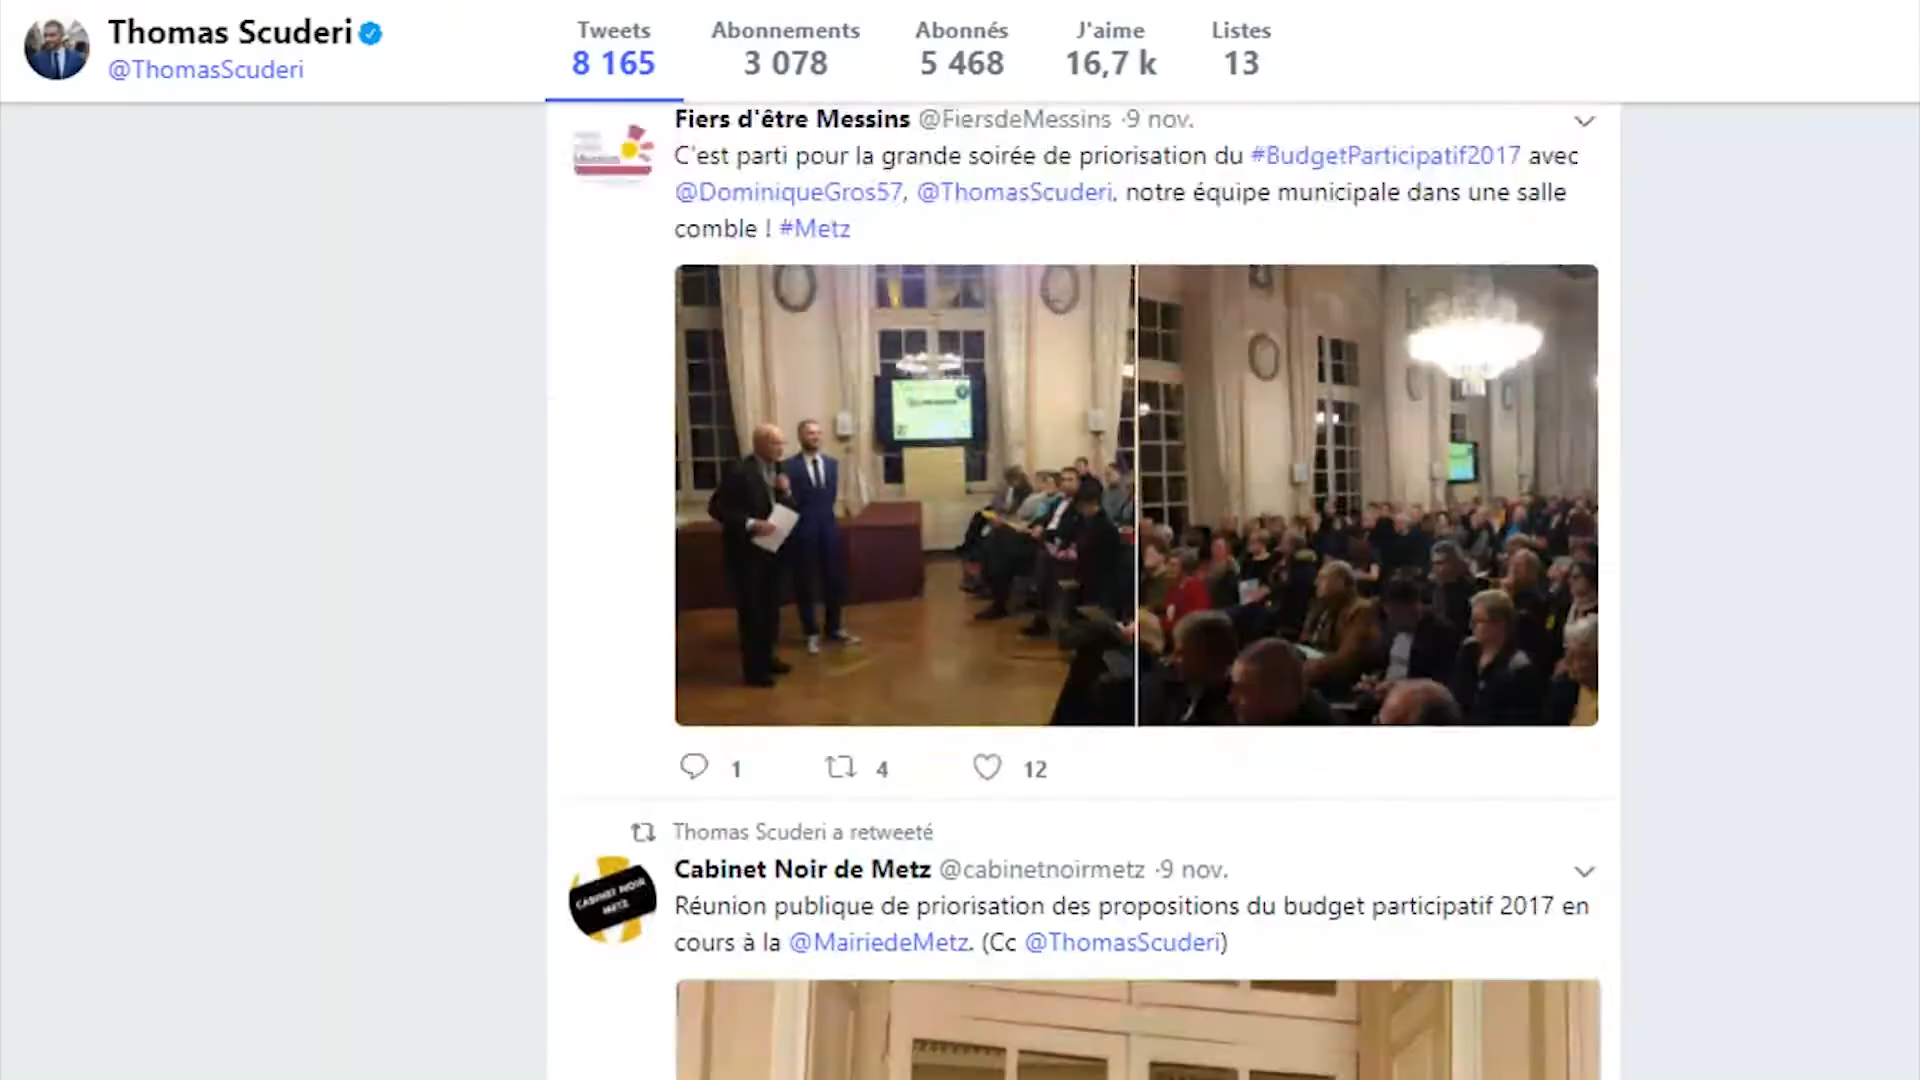 Thomas Scuderi
@ThomasScuderi
Tweets
8 165
Abonnements
3 078
Abonnés
5 468
J'aime
16,7 k
Listes
13
Fiers d'être Messins @FiersdeMessins ·9 nov.
C'est parti pour la grande soirée de priorisation du #BudgetParticipatif2017 avec
@DominiqueGros57, @ThomasScuderi, notre équipe municipale dans une salle
comble ! #Metz
1 4 12
Thomas Scuderi a retweeté
Cabinet Noir de Metz @cabinetnoirmetz ·9 nov.
CABINET NOIR
METZ
Réunion publique de priorisation des propositions du budget participatif 2017 en
cours à la @MairiedeMetz. (Cc @ThomasScuderi)